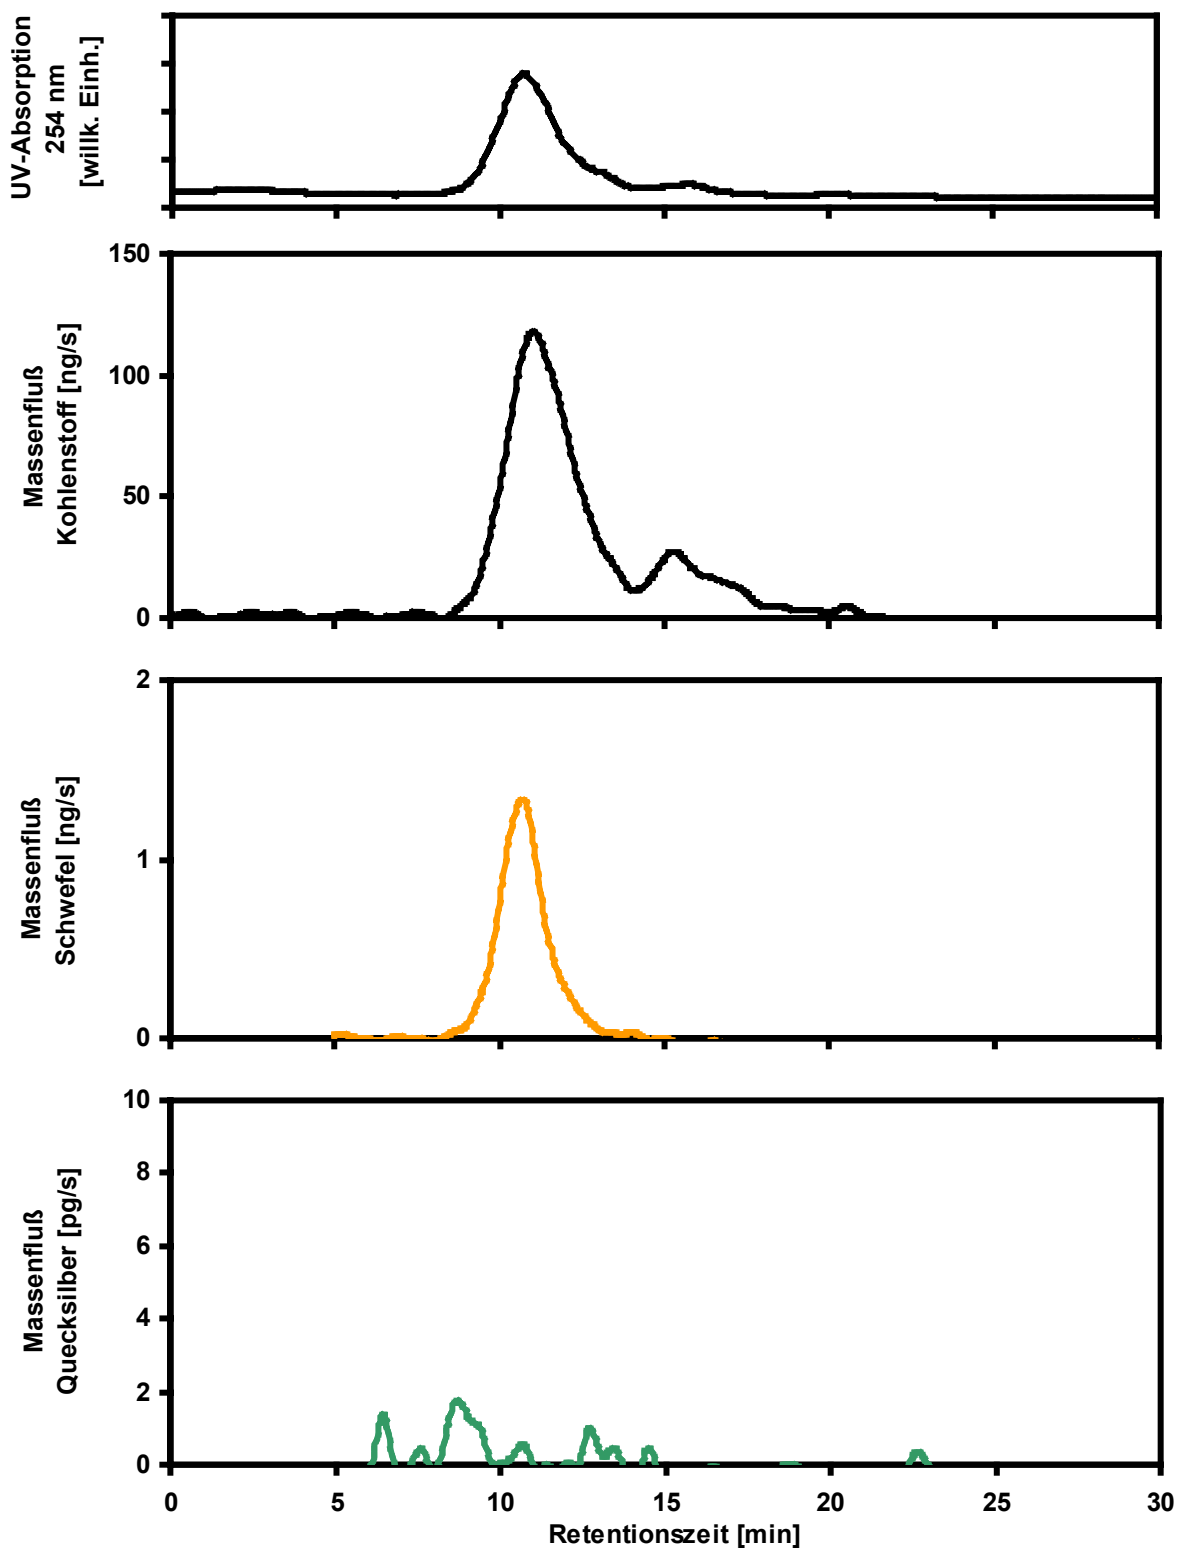 UV-Absorption
254 nm
[willk. Einh.]
Massenfluß
Kohlenstoff [ng/s]
150
100
50
0
Massenfluß
Schwefel [ng/s]
2
1
0
Massenfluß
Quecksilber [pg/s]
10
8
6
4
2
0
0 5 10 15 20 25 30
Retentionszeit [min]